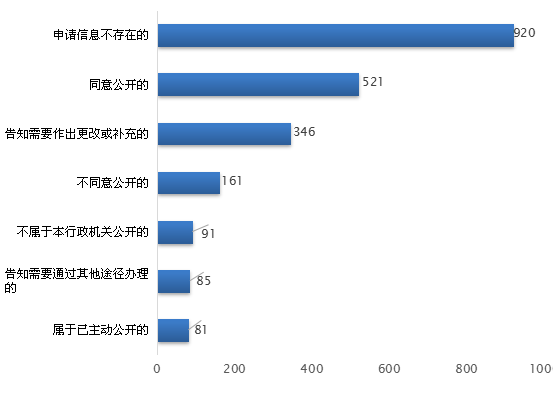 申请信息不存在的 920
同意公开的 521
告知需要作出更改或补充的 346
不同意公开的 161
不属于本行政机关公开的 91
告知需要通过其他途径办理
的 85
属于已主动公开的 81
0 200 400 600 800 1000